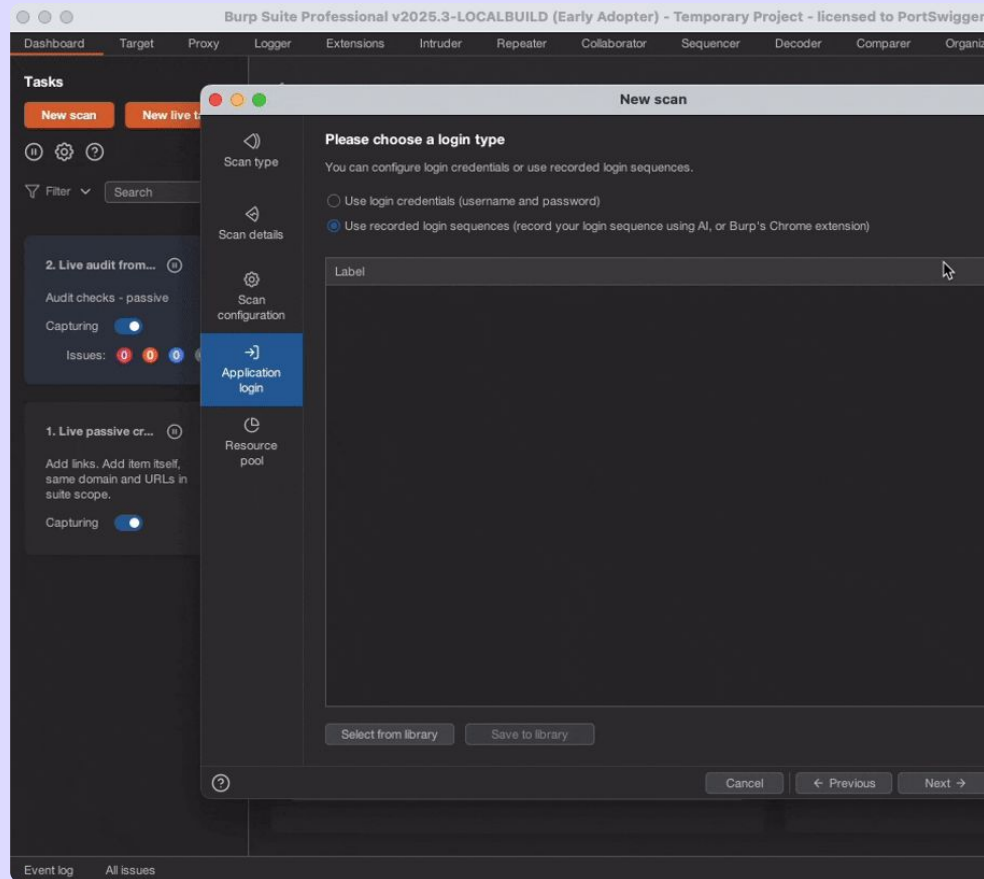 Burp Suite Professional v2025.3-LOCALBUILD (Early Adopter) - Temporary Project - licensed to PortSwigger
Dashboard Target Proxy Logger Extensions Intruder Repeater Collaborator Sequencer Decoder Comparer Organiz
Tasks
New scan New live t
Filter Search
2. Live audit from...
Audit checks - passive
Capturing
Issues: 0 0 0
1. Live passive cr...
Add links. Add item itself,
same domain and URLs in
suite scope.
Capturing
New scan
Scan type
Scan details
Scan
configuration
Application
login
Resource
pool
Please choose a login type
You can configure login credentials or use recorded login sequences.
Use login credentials (username and password)
Use recorded login sequences (record your login sequence using AI, or Burp's Chrome extension)
Label
Select from library Save to library
? Cancel ← Previous Next →
Event log All issues